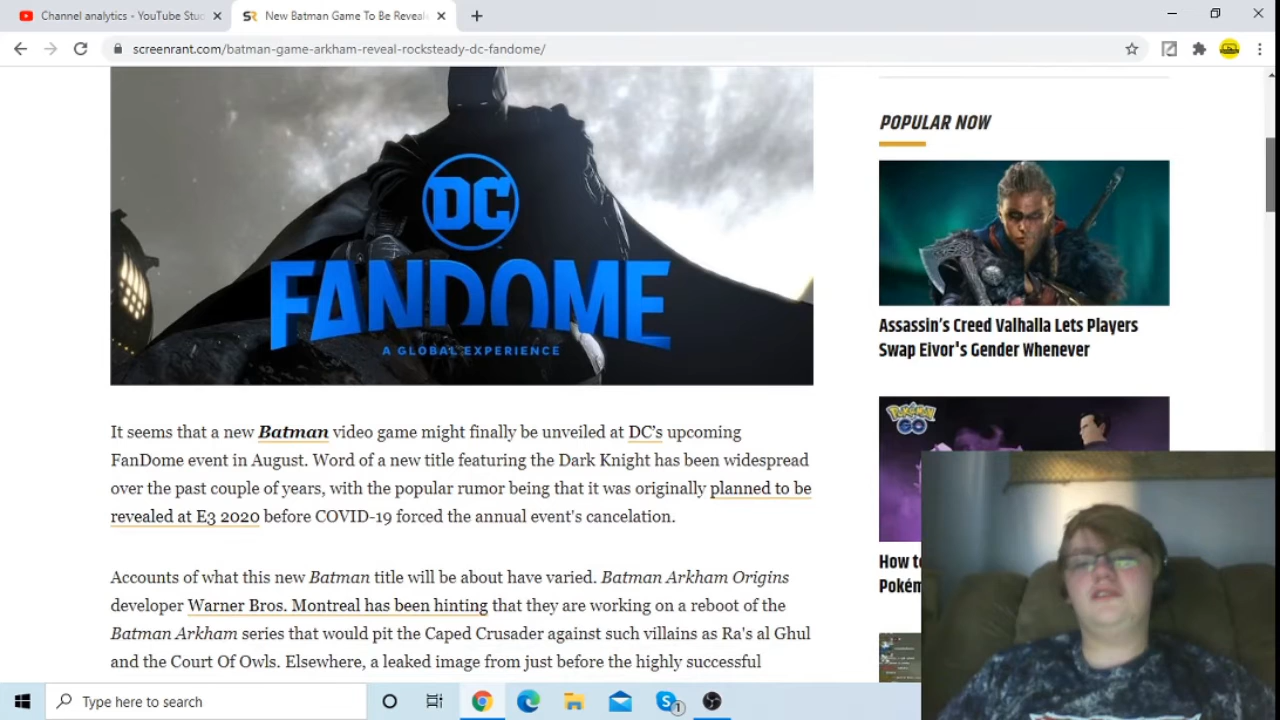 Channel analytics - YouTube Stu
New Batman Game To Be Reveal
screenrant.com/batman-game-arkham-reveal-rocksteady-dc-fandome/
DC
FANDOME
A GLOBAL EXPERIENCE
It seems that a new Batman video game might finally be unveiled at DC's upcoming
FanDome event in August. Word of a new title featuring the Dark Knight has been widespread
over the past couple of years, with the popular rumor being that it was originally planned to be
revealed at E3 2020 before COVID-19 forced the annual event's cancelation.
Accounts of what this new Batman title will be about have varied. Batman Arkham Origins
developer Warner Bros. Montreal has been hinting that they are working on a reboot of the
Batman Arkham series that would pit the Caped Crusader against such villains as Ra's al Ghul
and the Court Of Owls. Elsewhere, a leaked image from just before the highly successful
POPULAR NOW
Assassin's Creed Valhalla Lets Players
Swap Eivor's Gender Whenever
POKÉMON
GO
How to
Pokém
Type here to search
1